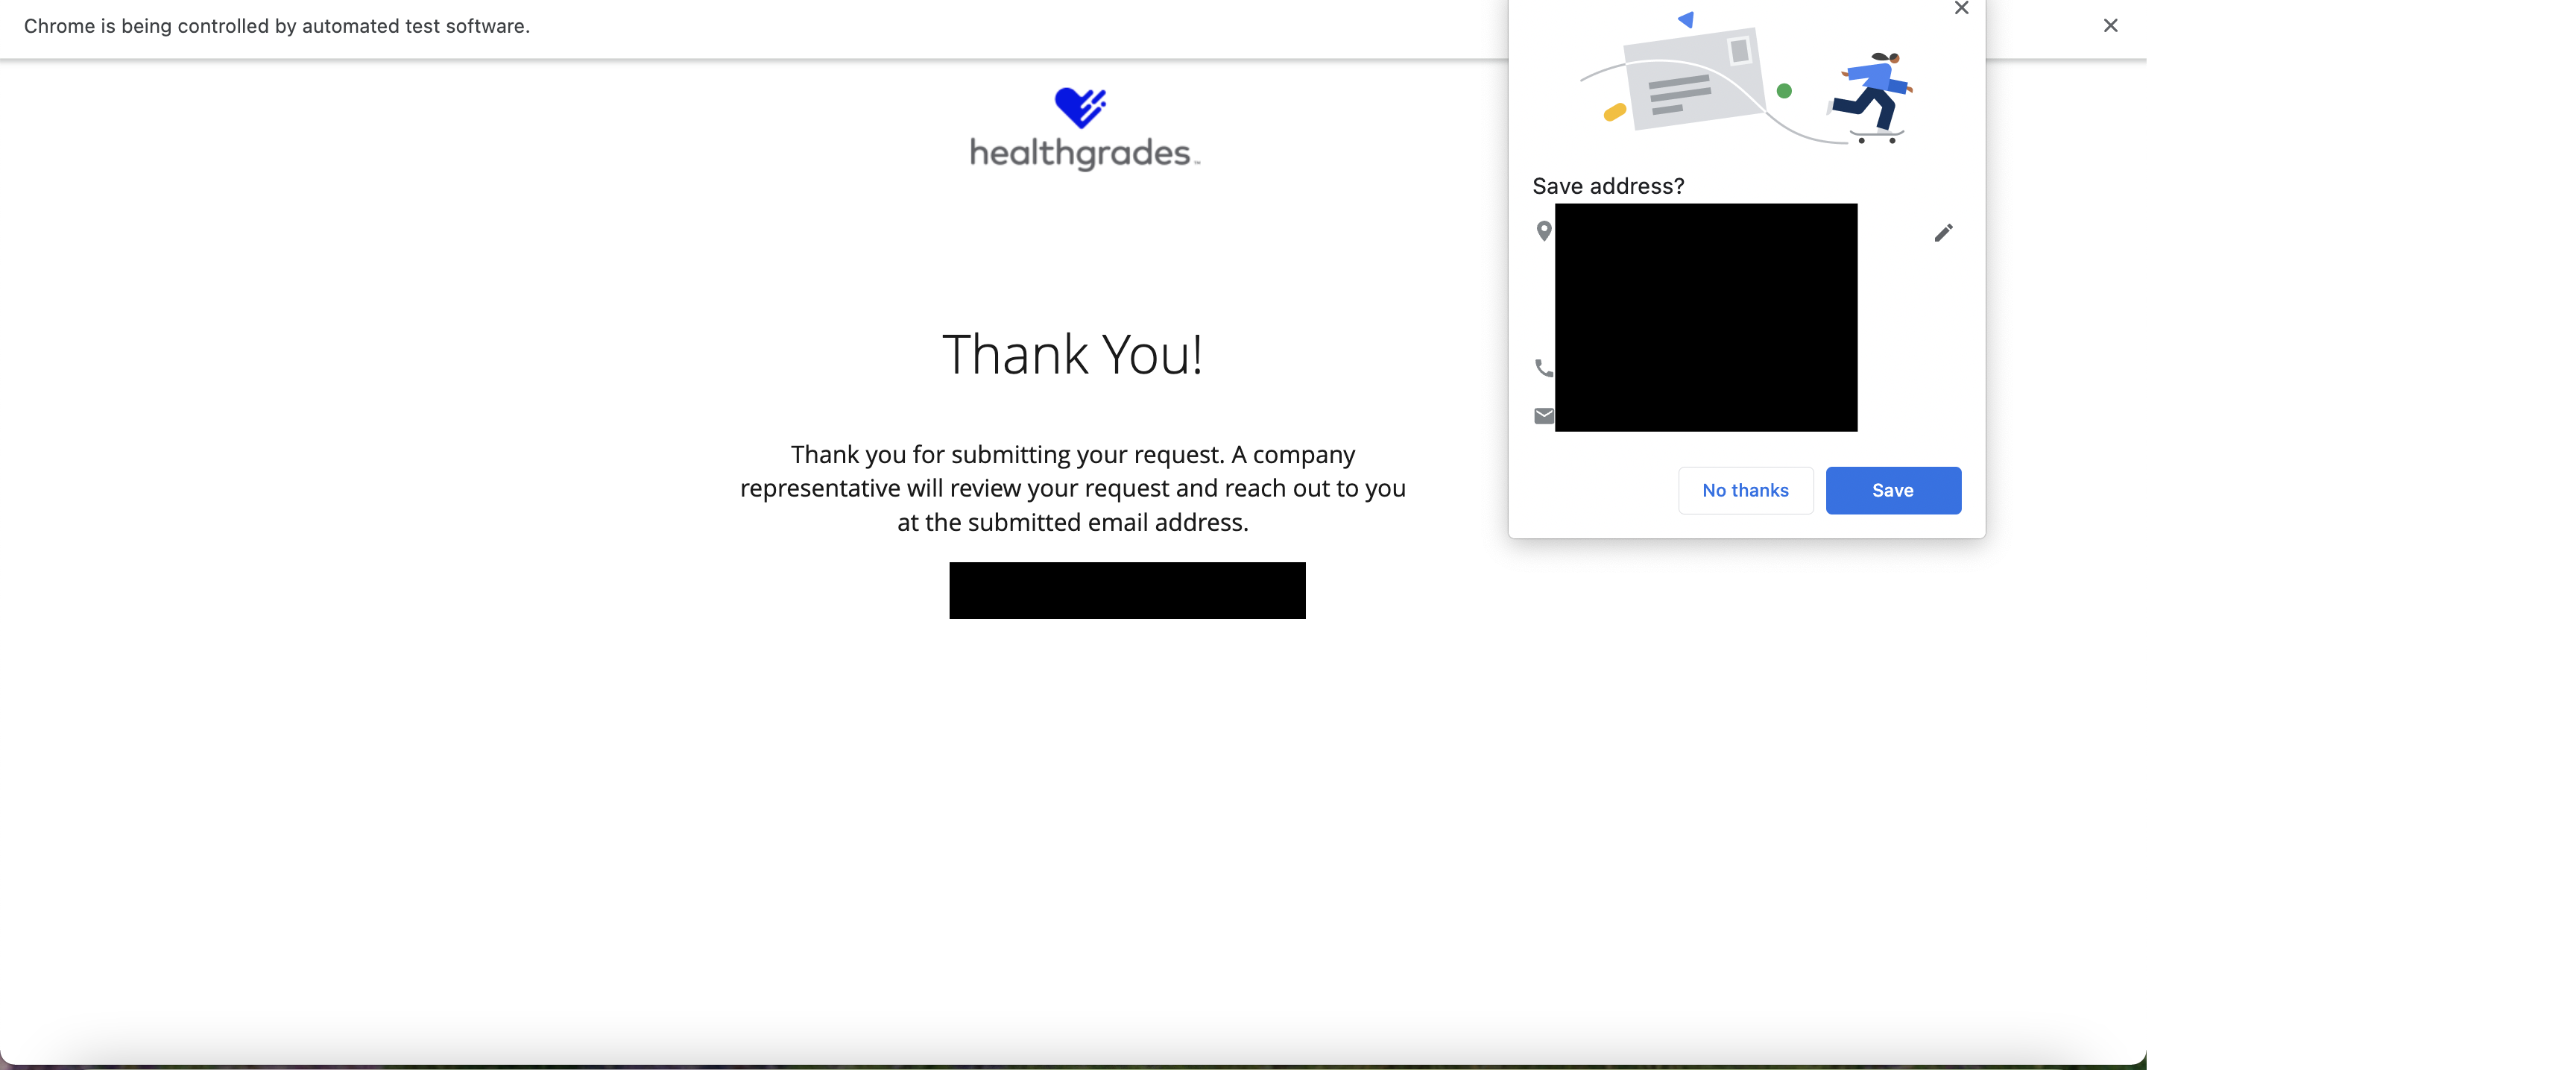 Chrome is being controlled by automated test software.
healthgrades™
Thank You!
Thank you for submitting your request. A company
representative will review your request and reach out to you
at the submitted email address.
Save address?
No thanks
Save